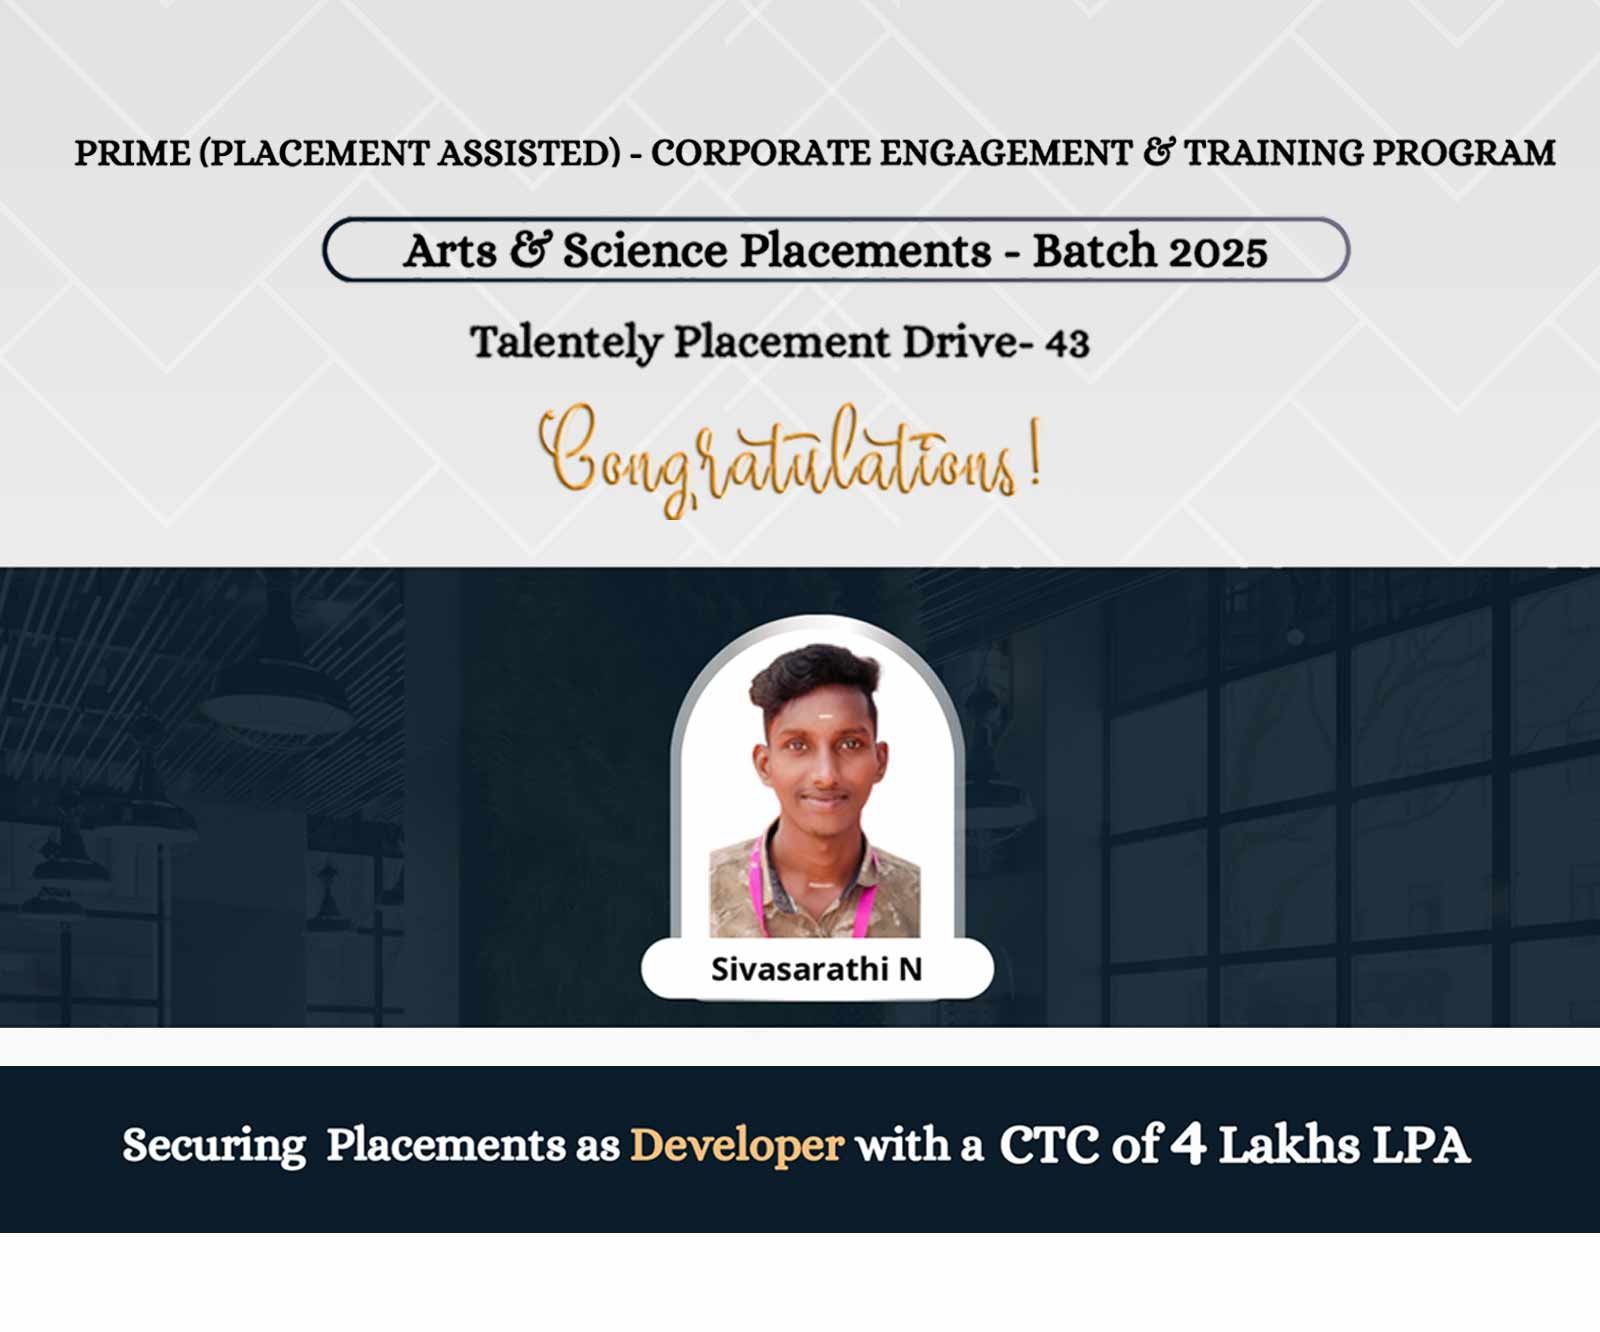 PRIME (PLACEMENT ASSISTED) - CORPORATE ENGAGEMENT & TRAINING PROGRAM
Arts & Science Placements - Batch 2025
Talentely Placement Drive- 43
Congratulations!
Sivasarathi N
Securing Placements as Developer with a CTC of 4 Lakhs LPA